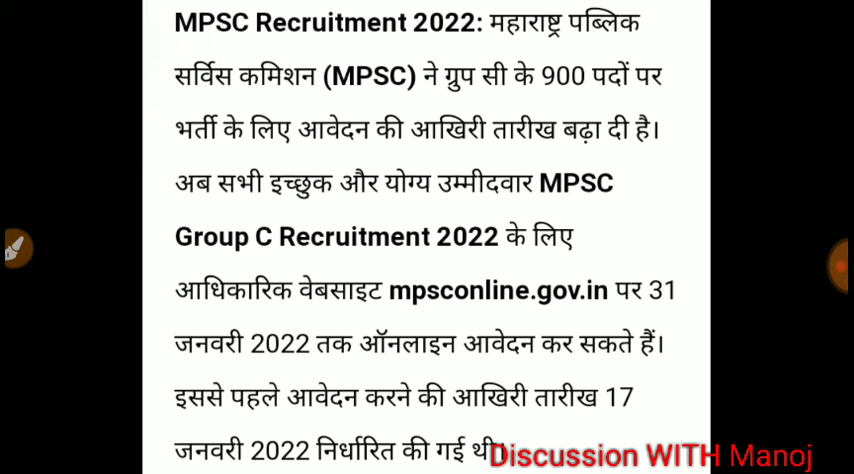 MPSC Recruitment 2022: महाराष्ट्र पब्लिक
सर्विस कमिशन (MPSC) ने ग्रुप सी के 900 पदों पर
भर्ती के लिए आवेदन की आखिरी तारीख बढ़ा दी है।
अब सभी इच्छुक और योग्य उम्मीदवार MPSC
Group C Recruitment 2022 के लिए
आधिकारिक वेबसाइट mpsconline.gov.in पर 31
जनवरी 2022 तक ऑनलाइन आवेदन कर सकते हैं।
इससे पहले आवेदन करने की आखिरी तारीख 17
जनवरी 2022 निर्धारित की गई थी।
Discussion WITH Manoj